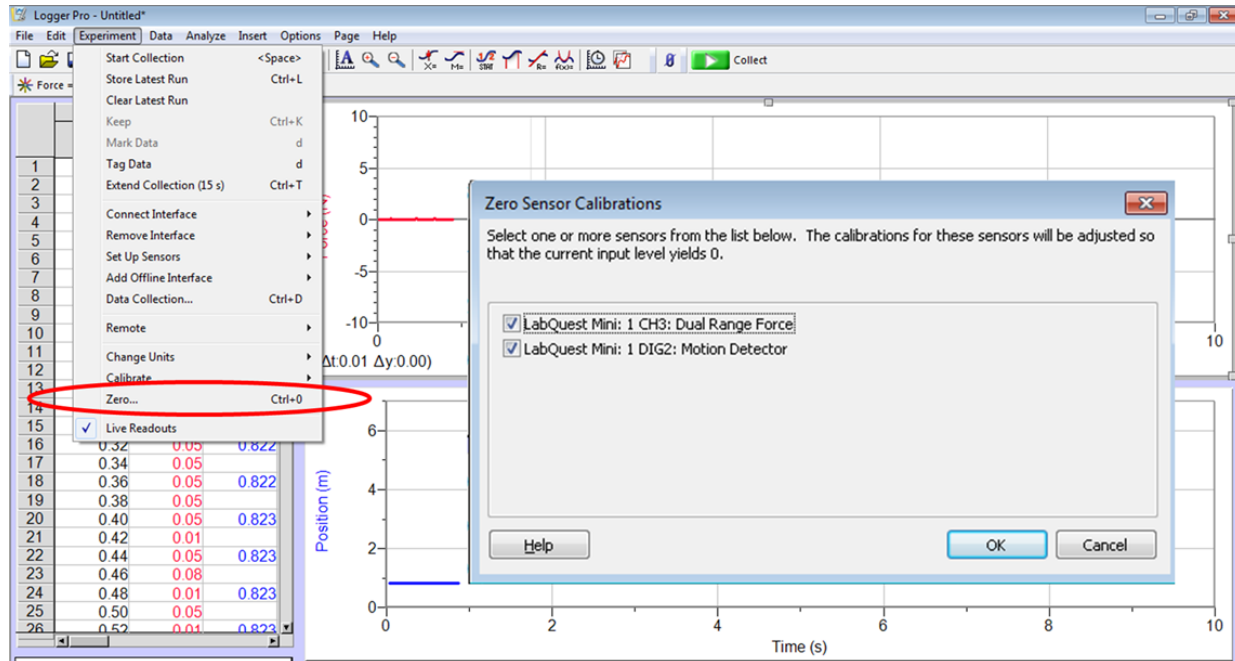 Logger Pro - Untitled*
File Edit Experiment Data Analyze Insert Options Page Help
Collect
Force =
Start Collection <Space>
Store Latest Run Ctrl+L
Clear Latest Run
Keep Ctrl+K
Mark Data d
Tag Data d
Extend Collection (15 s) Ctrl+T
Connect Interface
Remove Interface
Set Up Sensors
Add Offline Interface
Data Collection... Ctrl+D
Remote
Change Units
Calibrate
Zero... Ctrl+0
Live Readouts
1
2
3
4
5
6
7
8
9
10
11
12
13
14
15
16 0.32 0.05 0.822
17 0.34 0.05
18 0.36 0.05 0.822
19 0.38 0.05
20 0.40 0.05 0.823
21 0.42 0.01
22 0.44 0.05 0.823
23 0.46 0.08
24 0.48 0.01 0.823
25 0.50 0.05
26 0.52 0.01 0.823
10
5
0
-5
-10
0 10
Δt:0.01 Δy:0.00)
Zero Sensor Calibrations
Select one or more sensors from the list below. The calibrations for these sensors will be adjusted so
that the current input level yields 0.
LabQuest Mini: 1 CH3: Dual Range Force
LabQuest Mini: 1 DIG2: Motion Detector
Help OK Cancel
Position (m)
6
4
2
0
0 2 4 6 8 10
Time (s)